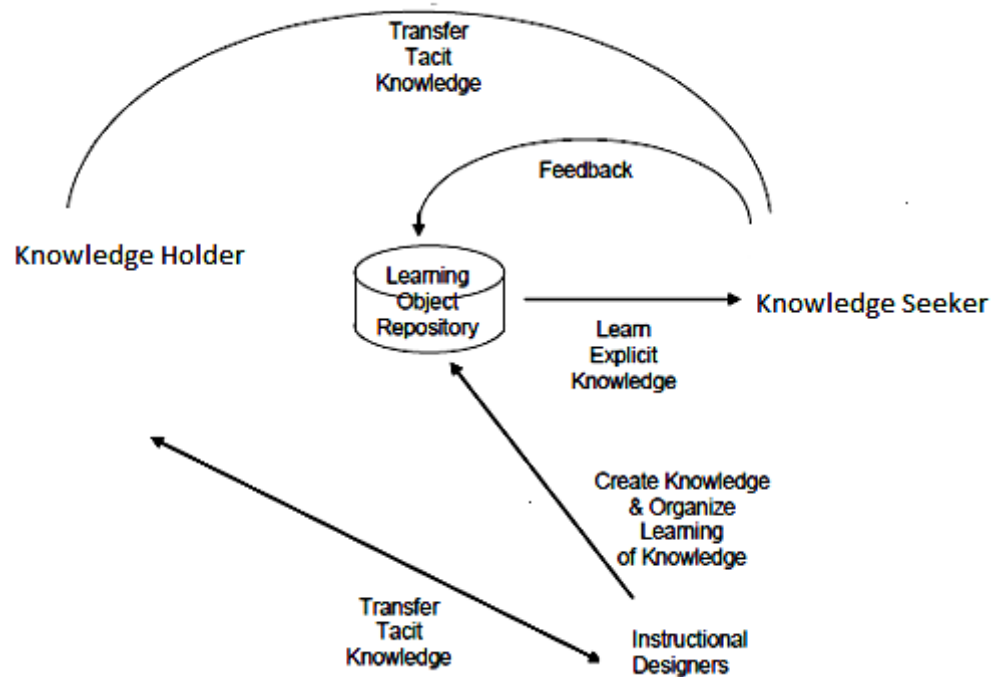 Transfer
Tacit
Knowledge
Feedback
Knowledge Holder
Learning
Object
Repository
Knowledge Seeker
Learn
Explicit
Knowledge
Create Knowledge
& Organize
Learning
of Knowledge
Transfer
Tacit
Knowledge
Instructional
Designers